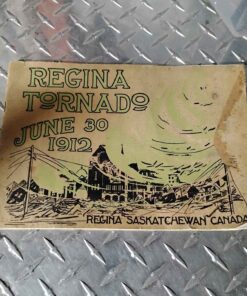 REGINA
TORNADO
JUNE 30
1912
REGINA SASKATCHEWAN CANADA